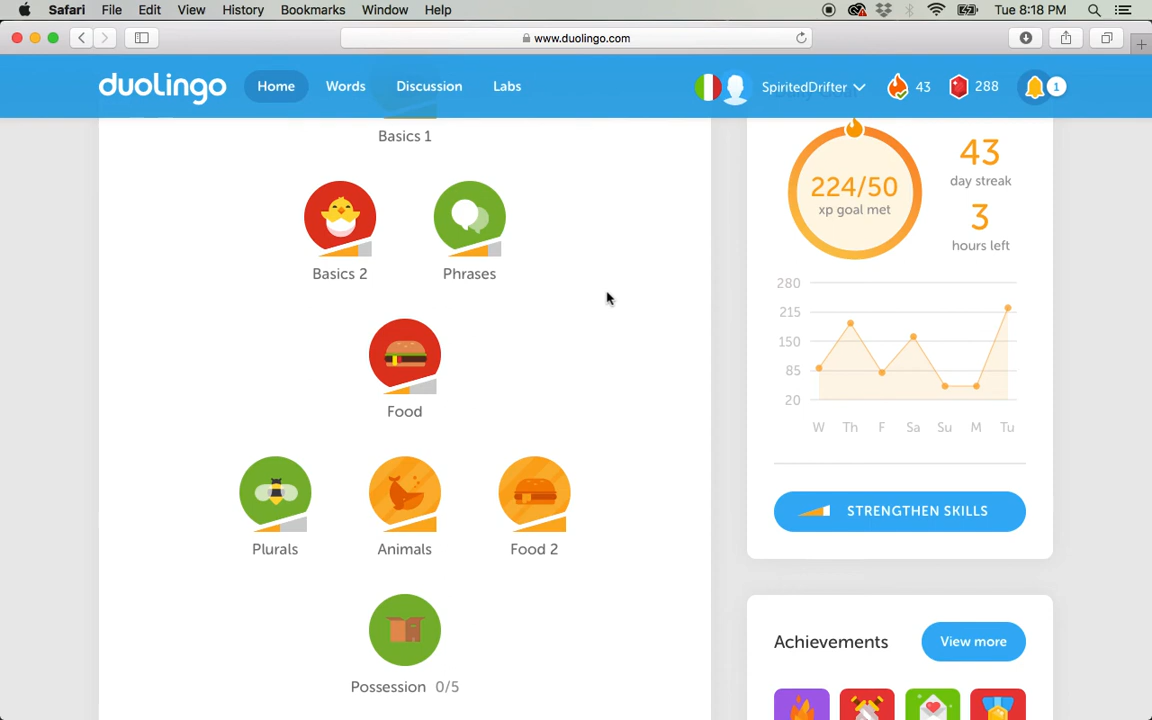 Safari File Edit View History Bookmarks Window Help Tue 8:18 PM
www.duolingo.com
duolingo Home Words Discussion Labs SpiritedDrifter 43 288 1
Basics 1
Basics 2 Phrases
Food
Plurals Animals Food 2
Possession 0/5
224/50
xp goal met
43
day streak
3
hours left
280
215
150
85
20
W Th F Sa Su M Tu
STRENGTHEN SKILLS
Achievements View more